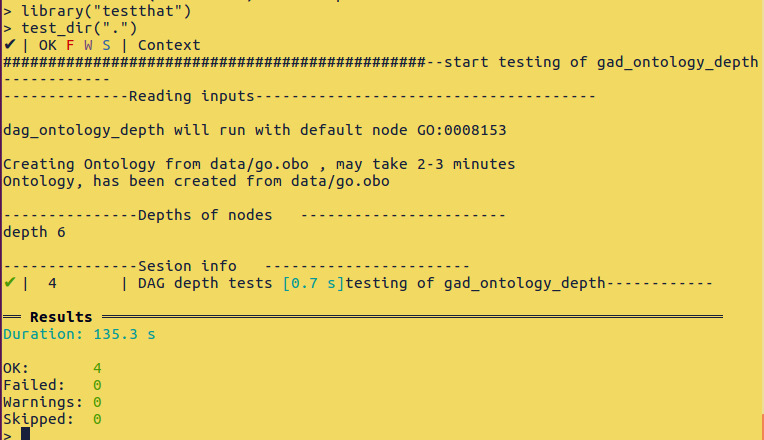 > library("testthat")
> test_dir(".")
✔ | OK F W S | Context
###############################################--start testing of gad_ontology_depth
------------
--------------Reading inputs--------------------------------------

dag_ontology_depth will run with default node GO:0008153

Creating Ontology from data/go.obo , may take 2-3 minutes
Ontology, has been created from data/go.obo

---------------Depths of nodes   -----------------------
depth 6

---------------Sesion info   -----------------------
✔ |  4       | DAG depth tests [0.7 s]testing of gad_ontology_depth------------

══ Results ═════════════════════════════════════════════════════════════════════
Duration: 135.3 s

OK:       4
Failed:   0
Warnings: 0
Skipped:  0
>